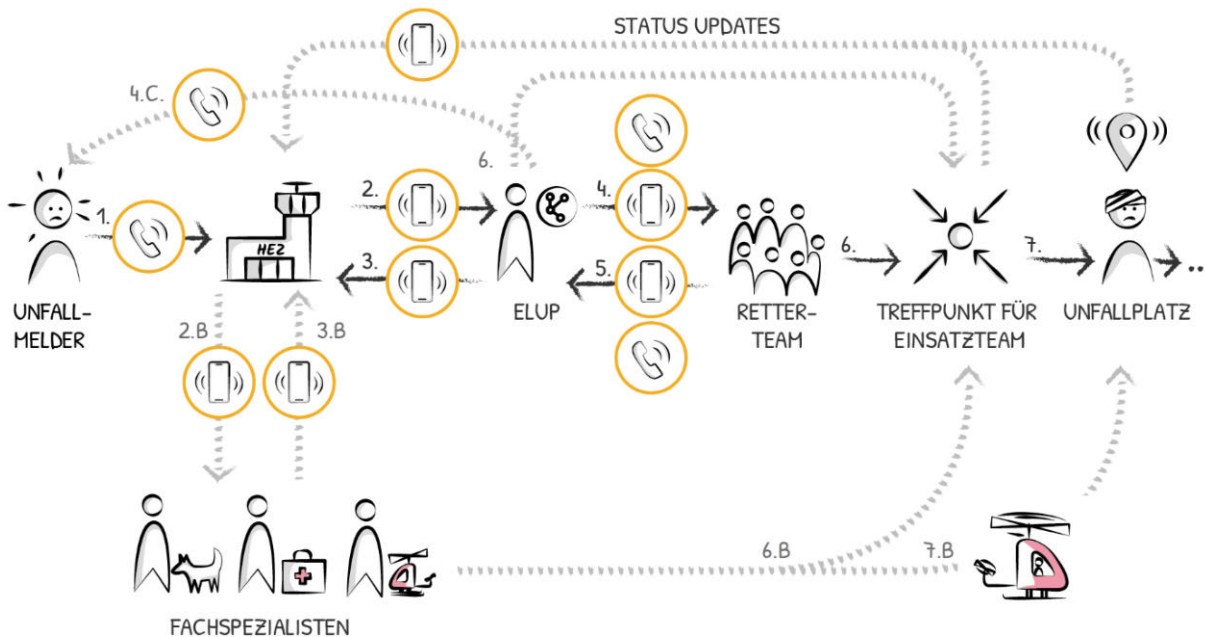 STATUS UPDATES
4.C.
6.
1.
2.
4.
HEZ
3.
5.
6.
7.
..
UNFALL-
MELDER
ELUP
RETTER-
TEAM
TREFFPUNKT FÜR
EINSATZTEAM
UNFALLPLATZ
2.B
3.B
6.B
7.B
FACHSPEZIALISTEN